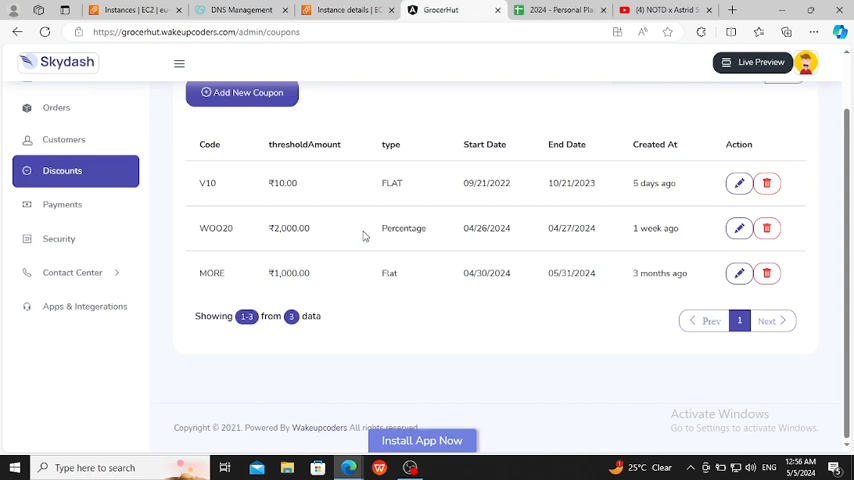 Instances | EC2 | eu-
DNS Management
Instance details | EC
GrocerHut
2024 - Personal Pla
(4) NOTD x Astrid S
https://grocerhut.wakeupcoders.com/admin/coupons
Skydash
Live Preview
Orders
Customers
Discounts
Payments
Security
Contact Center
Apps & Integerations
Add New Coupon
Code thresholdAmount type Start Date End Date Created At Action
V10 ₹10.00 FLAT 09/21/2022 10/21/2023 5 days ago
WOO20 ₹2,000.00 Percentage 04/26/2024 04/27/2024 1 week ago
MORE ₹1,000.00 Flat 04/30/2024 05/31/2024 3 months ago
Showing 1-3 from 3 data
Prev 1 Next
Copyright © 2021. Powered By Wakeupcoders All rights reserved.
Install App Now
Activate Windows
Go to Settings to activate Windows.
Type here to search
25°C Clear
ENG
12:56 AM
5/5/2024